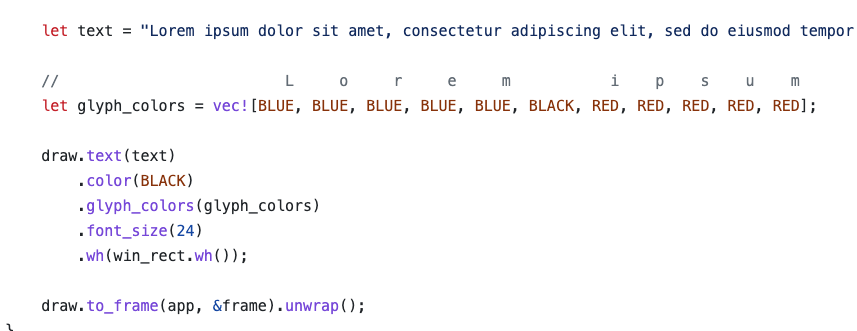 let text = "Lorem ipsum dolor sit amet, consectetur adipiscing elit, sed do eiusmod tempor
// L o r e m i p s u m
let glyph_colors = vec![BLUE, BLUE, BLUE, BLUE, BLUE, BLACK, RED, RED, RED, RED, RED];
draw.text(text)
.color(BLACK)
.glyph_colors(glyph_colors)
.font_size(24)
.wh(win_rect.wh());
draw.to_frame(app, &frame).unwrap();
}